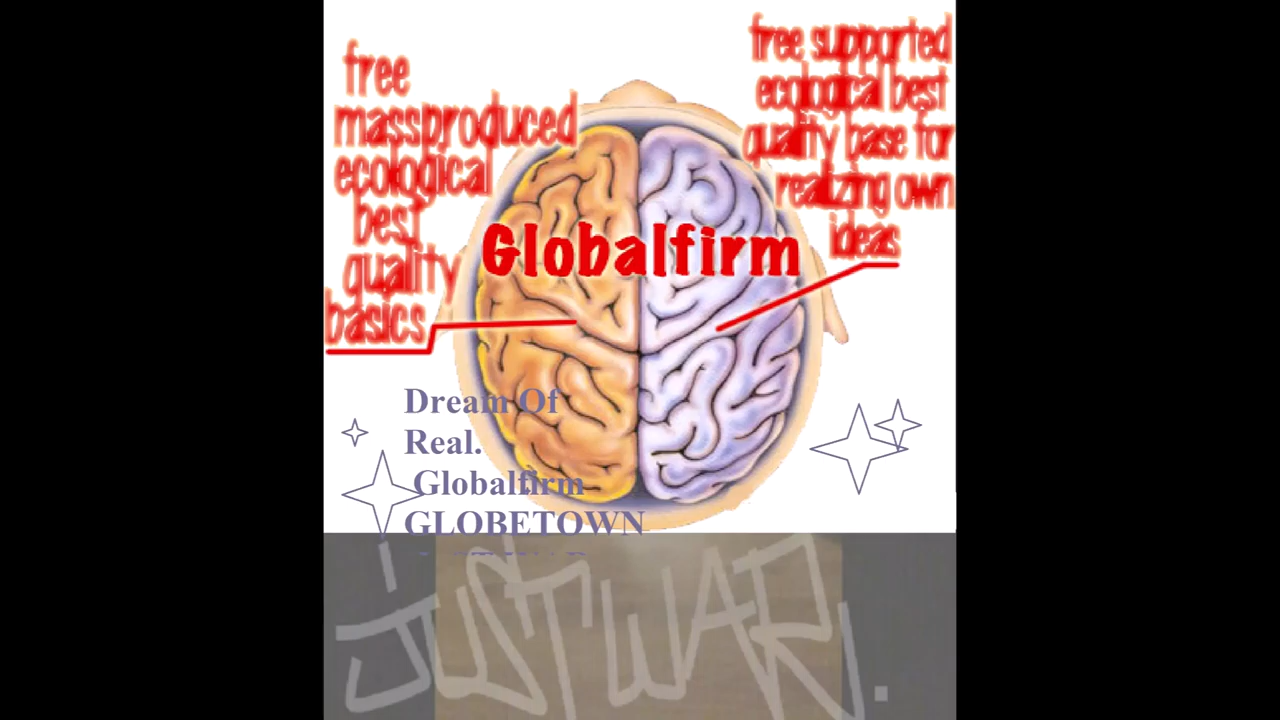 free
massproduced
ecological
best
quality
basics
free supported
ecological best
quality base for
realizing own
ideas
Globalfirm
Dream Of
Real.
Globalfirm
GLOBETOWN
JUST WAR.